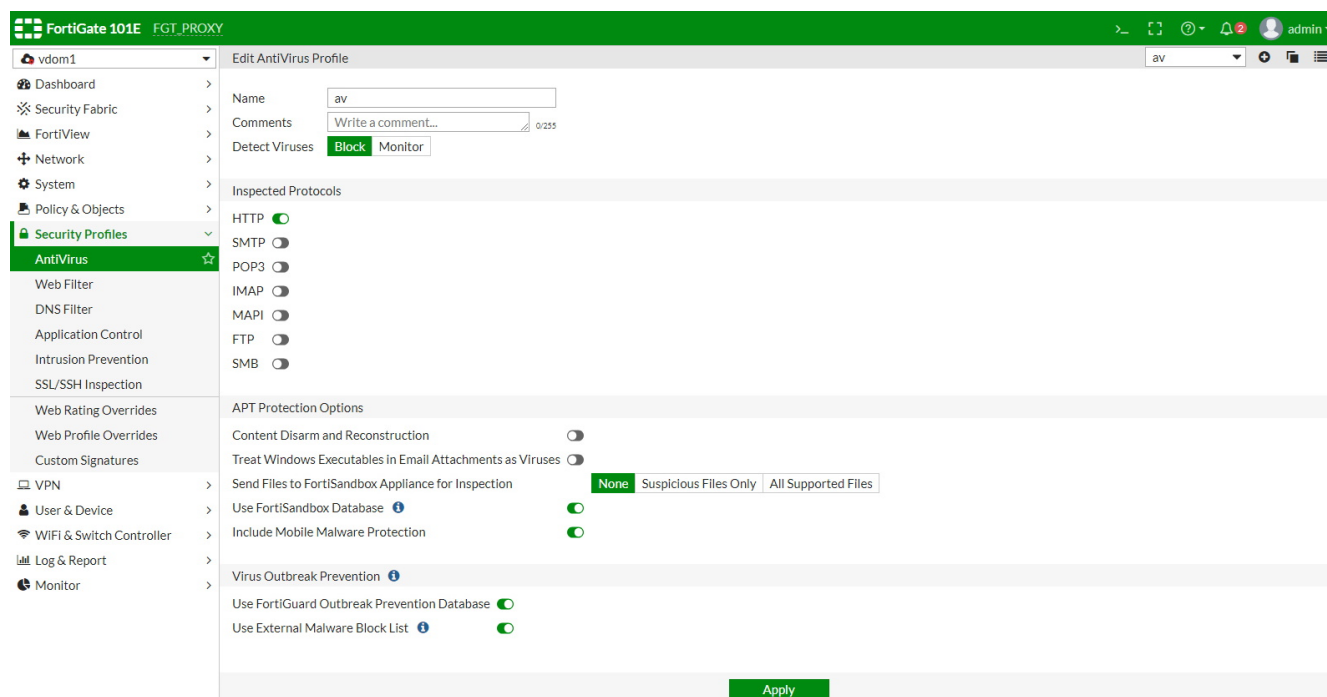 FortiGate 101E FGT_PROXY >_ 2 admin
vdom1 Edit AntiVirus Profile av
Dashboard
Security Fabric
FortiView
Network
System
Policy & Objects
Security Profiles
AntiVirus
Web Filter
DNS Filter
Application Control
Intrusion Prevention
SSL/SSH Inspection
Web Rating Overrides
Web Profile Overrides
Custom Signatures
VPN
User & Device
WiFi & Switch Controller
Log & Report
Monitor
Name av
Comments Write a comment... 0/255
Detect Viruses Block Monitor
Inspected Protocols
HTTP
SMTP
POP3
IMAP
MAPI
FTP
SMB
APT Protection Options
Content Disarm and Reconstruction
Treat Windows Executables in Email Attachments as Viruses
Send Files to FortiSandbox Appliance for Inspection None Suspicious Files Only All Supported Files
Use FortiSandbox Database
Include Mobile Malware Protection
Virus Outbreak Prevention
Use FortiGuard Outbreak Prevention Database
Use External Malware Block List
Apply